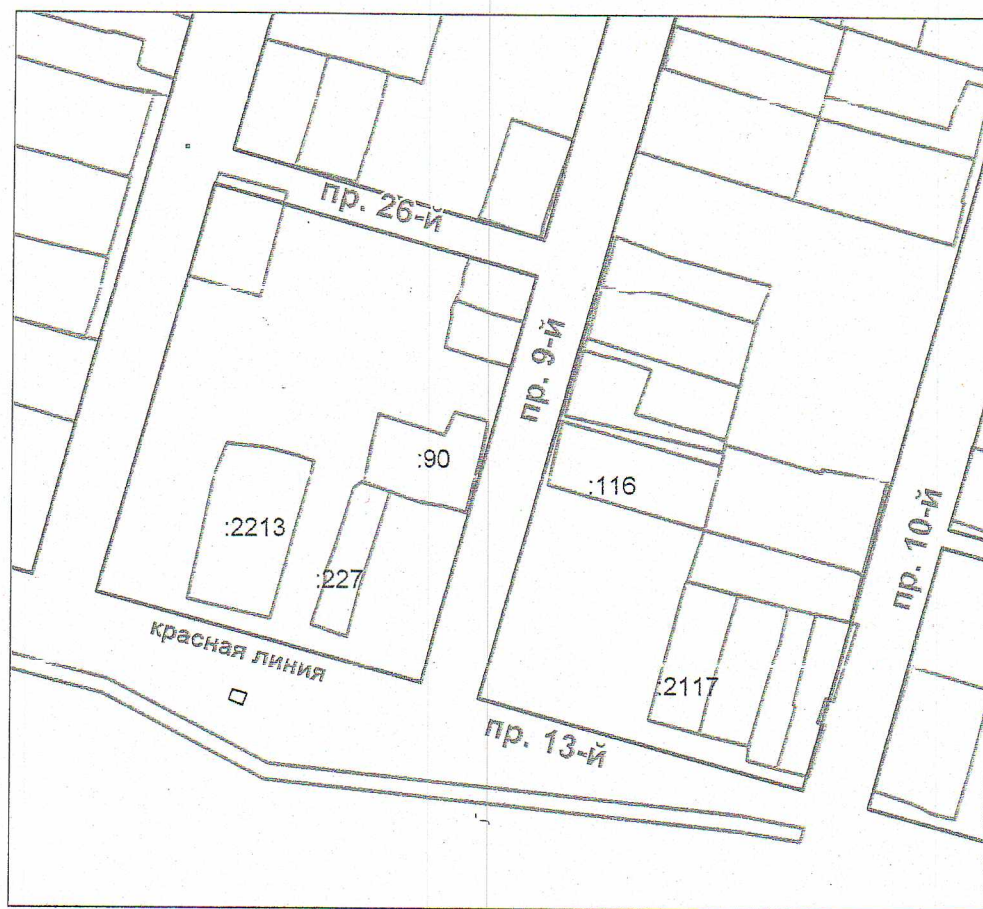 пр. 26-й
пр. 9-й
:90
:116
:2213
пр. 10-й
:227
красная линия
:2117
пр. 13-й